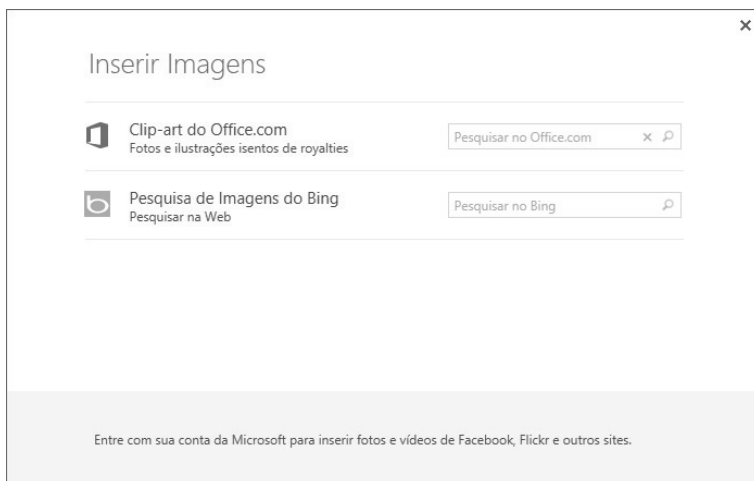 Inserir Imagens
Clip-art do Office.com
Fotos e ilustrações isentos de royalties
Pesquisar no Office.com
Pesquisa de Imagens do Bing
Pesquisar na Web
Pesquisar no Bing
Entre com sua conta da Microsoft para inserir fotos e vídeos de Facebook, Flickr e outros sites.